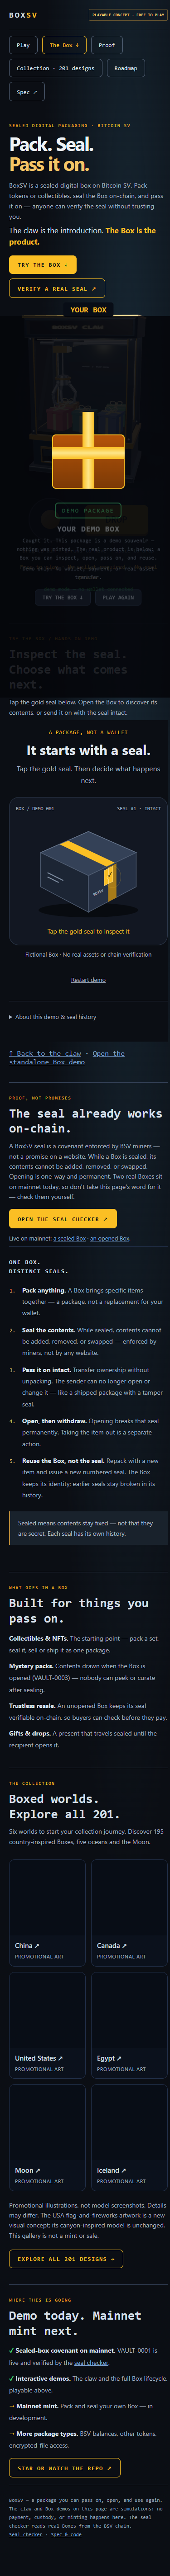 BOXSV
PLAYABLE CONCEPT · FREE TO PLAY
Play
The Box ↓
Proof
Collection · 201 designs
Roadmap
Spec ↗
SEALED DIGITAL PACKAGING · BITCOIN SV
Pack. Seal.
Pass it on.
BoxSV is a sealed digital box on Bitcoin SV. Pack
tokens or collectibles, seal the Box on-chain, and pass
it on — anyone can verify the seal without trusting
you.
The claw is the introduction. The Box is the
product.
TRY THE BOX ↓
VERIFY A REAL SEAL ↗
YOUR BOX
DEMO PACKAGE
YOUR DEMO BOX
TRY THE BOX ↓
PLAY AGAIN
Inspect the seal.
Choose what comes
next.
Tap the gold seal below. Open the Box to discover its
contents, or send it on with the seal intact.
A PACKAGE, NOT A WALLET
It starts with a seal.
Tap the gold seal. Then decide what happens
next.
BOX / DEMO-001
SEAL #1 · INTACT
Tap the gold seal to inspect it
Fictional Box · No real assets or chain verification
Restart demo
▶ About this demo & seal history
↑ Back to the claw · Open the
standalone Box demo
PROOF, NOT PROMISES
The seal already works
on-chain.
A BoxSV seal is a covenant enforced by BSV miners —
not a promise on a website. While a Box is sealed, its
contents cannot be added, removed, or swapped.
Opening is one-way and permanent. Two real Boxes sit
on mainnet today, so don't take this page's word for it —
check them yourself.
OPEN THE SEAL CHECKER ↗
Live on mainnet: a sealed Box · an opened Box.
ONE BOX.
DISTINCT SEALS.
1. Pack anything. A Box brings specific items
together — a package, not a replacement for your
wallet.
2. Seal the contents. While sealed, contents cannot
be added, removed, or swapped — enforced by
miners, not by any website.
3. Pass it on intact. Transfer ownership without
unpacking. The sender can no longer open or
change it — like a shipped package with a tamper
seal.
4. Open, then withdraw. Opening breaks that seal
permanently. Taking the item out is a separate
action.
5. Reuse the Box, not the seal. Repack with a new
item and issue a new numbered seal. The Box
keeps its identity; earlier seals stay broken in its
history.
Sealed means contents stay fixed — not that they
are secret. Each seal has its own history.
WHAT GOES IN A BOX
Built for things you
pass on.
Collectibles & NFTs. The starting point — pack a set,
seal it, sell or ship it as one package.
Mystery packs. Contents drawn when the Box is
opened (VAULT-0003) — nobody can peek or curate
after sealing.
Trustless resale. An unopened Box keeps its seal
verifiable on-chain, so buyers can check before they pay.
Gifts & drops. A present that travels sealed until the
recipient opens it.
THE COLLECTION
Boxed worlds.
Explore all 201.
Six worlds to start your collection journey. Discover 195
country-inspired Boxes, five oceans and the Moon.
China ↗
PROMOTIONAL ART
Canada ↗
PROMOTIONAL ART
United States ↗
PROMOTIONAL ART
Egypt ↗
PROMOTIONAL ART
Moon ↗
PROMOTIONAL ART
Iceland ↗
PROMOTIONAL ART
Promotional illustrations, not model screenshots. Details
may differ. The USA flag-and-fireworks artwork is a new
visual concept; its canyon-inspired mint is unchanged.
This gallery is not a mint or sale.
EXPLORE ALL 201 DESIGNS →
WHERE THIS IS GOING
Demo today. Mainnet
mint next.
✓ Sealed-box covenant on mainnet. VAULT-0001 is
live and verified by the seal checker.
✓ Interactive demos. The claw and the full Box lifecycle,
playable above.
→ Mainnet mint. Pack and seal your own Box — in
development.
→ More package types. BSV balances, other tokens,
encrypted-file access.
STAR OR WATCH THE REPO ↗
BoxSV — a package you can pass on, open, and use again.
The claw and Box demos on this page are simulations: no
payment, custody, or minting happens here. The seal
checker reads real Boxes from the BSV chain.
Seal checker · Spec & code